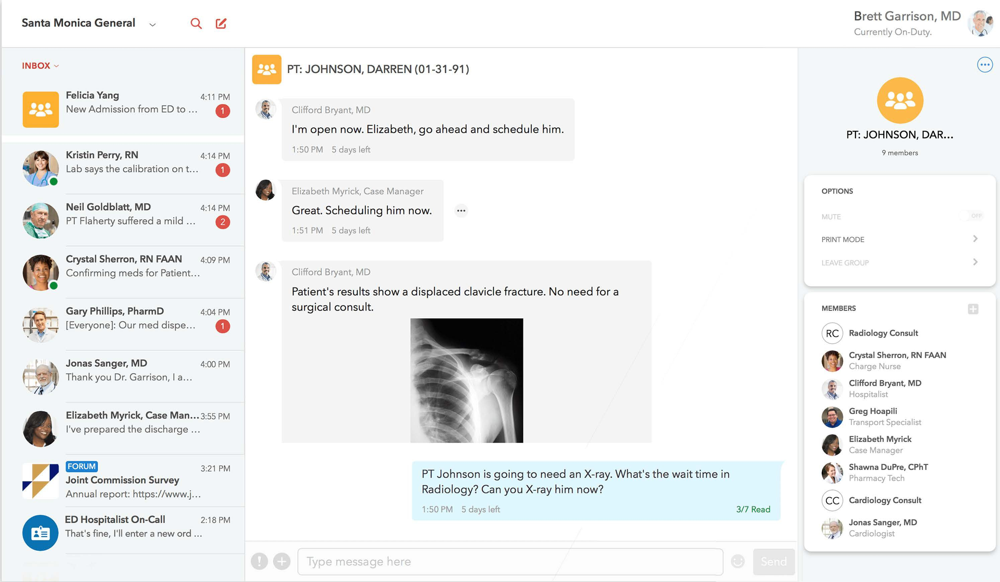 Santa Monica General
Brett Garrison, MD
Currently On-Duty.
INBOX
Felicia Yang
4:11 PM
New Admission from ED to ...
1
Kristin Perry, RN
4:14 PM
Lab says the calibration on t...
1
Neil Goldblatt, MD
4:14 PM
PT Flaherty suffered a mild ...
2
Crystal Sherron, RN FAAN
4:09 PM
Confirming meds for Patient...
Gary Phillips, PharmD
4:04 PM
[Everyone]: Our med dispe...
1
Jonas Sanger, MD
4:00 PM
Thank you Dr. Garrison, I a...
Elizabeth Myrick, Case Man...
3:55 PM
I've prepared the discharge ...
FORUM
3:21 PM
Joint Commission Survey
Annual report: https://www.j...
ED Hospitalist On-Call
2:18 PM
That's fine, I'll enter a new ord ...
PT: JOHNSON, DARREN (01-31-91)
Clifford Bryant, MD
I'm open now. Elizabeth, go ahead and schedule him.
1:50 PM 5 days left
Elizabeth Myrick, Case Manager
Great. Scheduling him now.
1:51 PM 5 days left
Clifford Bryant, MD
Patient's results show a displaced clavicle fracture. No need for a
surgical consult.
PT Johnson is going to need an X-ray. What's the wait time in
Radiology? Can you X-ray him now?
1:50 PM 5 days left
3/7 Read
Type message here
Send
PT: JOHNSON, DAR...
9 members
OPTIONS
MUTE
OFF
PRINT MODE
LEAVE GROUP
MEMBERS
RC
Radiology Consult
Crystal Sherron, RN FAAN
Charge Nurse
Clifford Bryant, MD
Hospitalist
Greg Hoapili
Transport Specialist
Elizabeth Myrick
Case Manager
Shawna DuPre, CPhT
Pharmacy Tech
CC
Cardiology Consult
Jonas Sanger, MD
Cardiologist